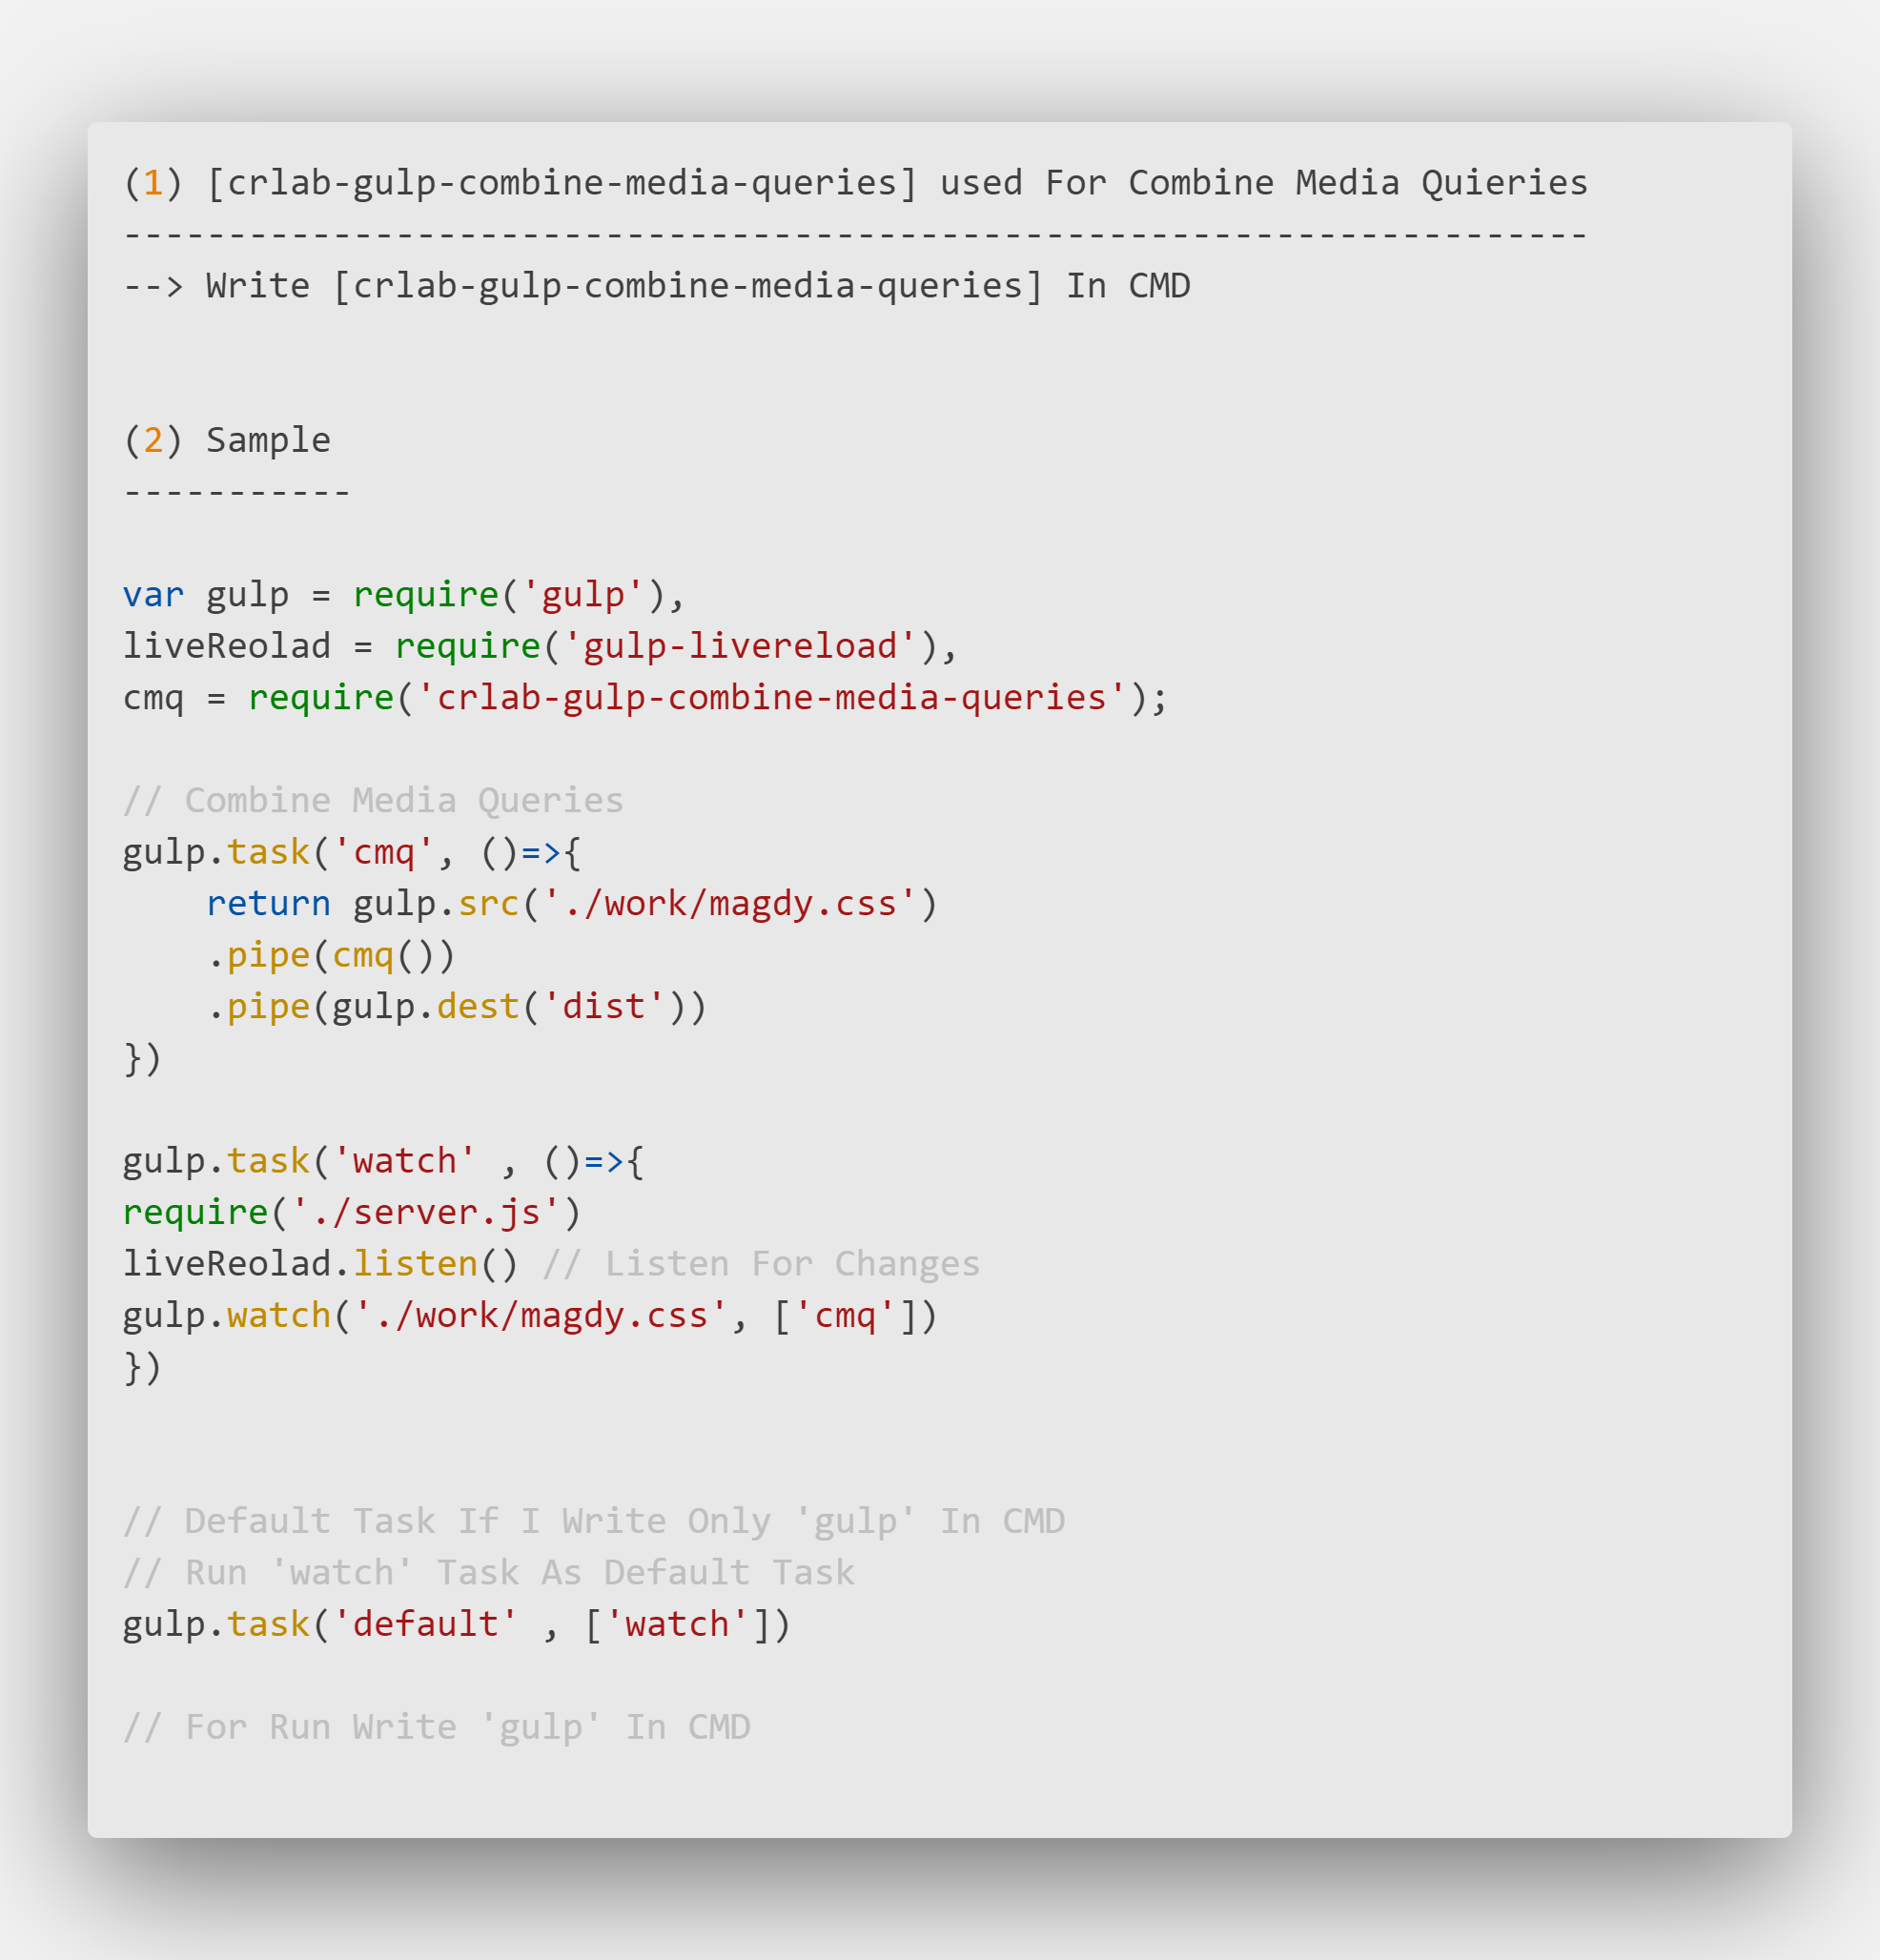 (1) [crlab-gulp-combine-media-queries] used For Combine Media Quieries
----------------------------------------------------------------------
--> Write [crlab-gulp-combine-media-queries] In CMD
(2) Sample
-----------
var gulp = require('gulp'),
liveReolad = require('gulp-livereload'),
cmq = require('crlab-gulp-combine-media-queries');
// Combine Media Queries
gulp.task('cmq', ()=>{
    return gulp.src('./work/magdy.css')
    .pipe(cmq())
    .pipe(gulp.dest('dist'))
})
gulp.task('watch' , ()=>{
require('./server.js')
liveReolad.listen() // Listen For Changes
gulp.watch('./work/magdy.css', ['cmq'])
})
// Default Task If I Write Only 'gulp' In CMD
// Run 'watch' Task As Default Task
gulp.task('default' , ['watch'])
// For Run Write 'gulp' In CMD